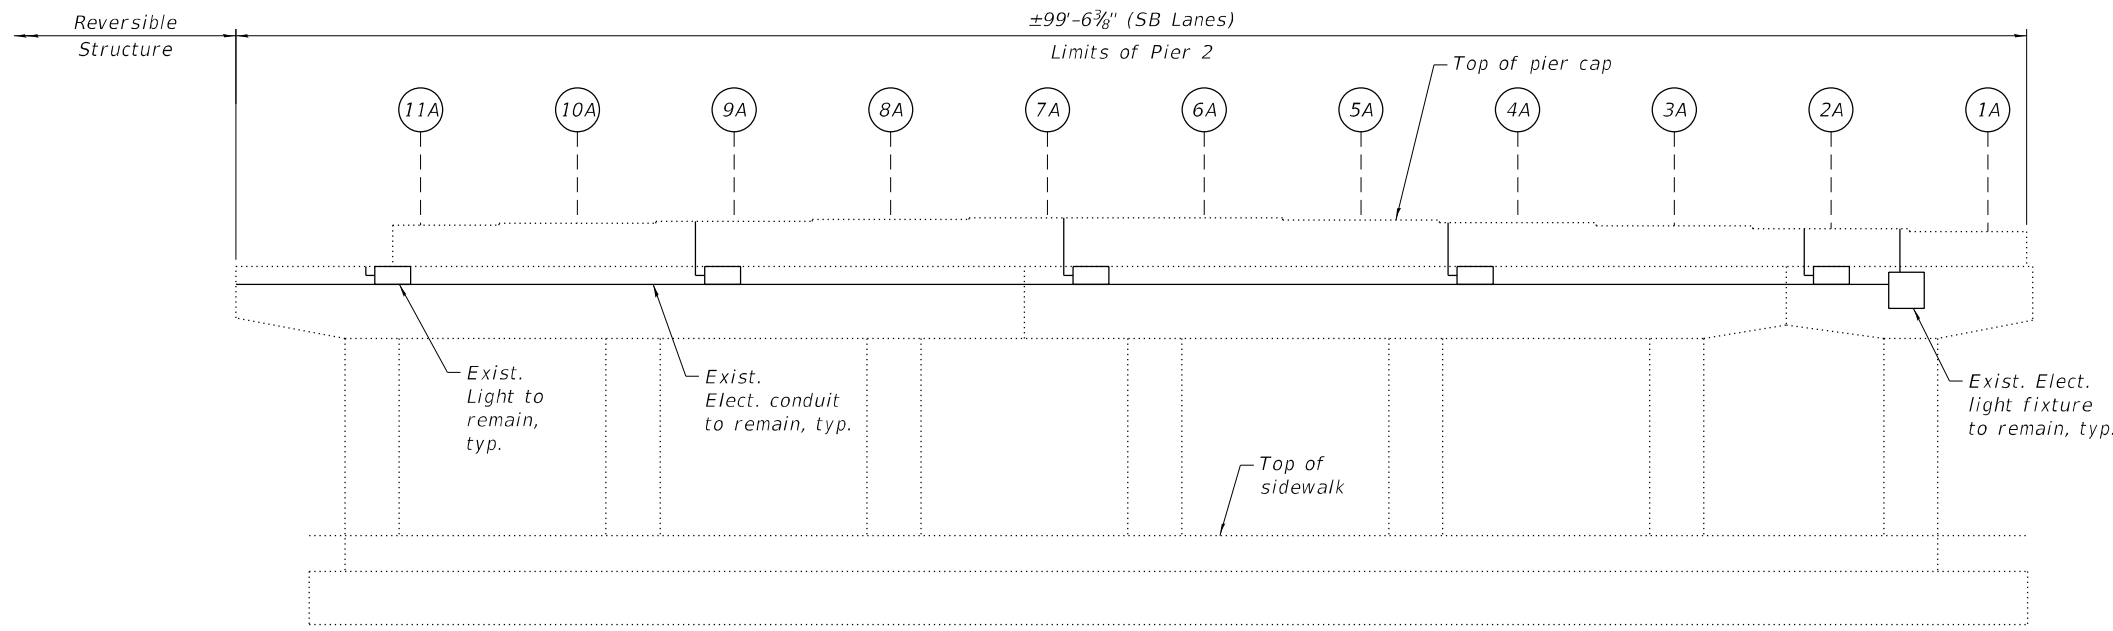 Reversible
Structure
±99'-6⅜" (SB Lanes)
Limits of Pier 2
Top of pier cap
11A
10A
9A
8A
7A
6A
5A
4A
3A
2A
1A
Exist.
Light to
remain,
typ.
Exist.
Elect. conduit
to remain, typ.
Exist. Elect.
light fixture
to remain, typ.
Top of
sidewalk